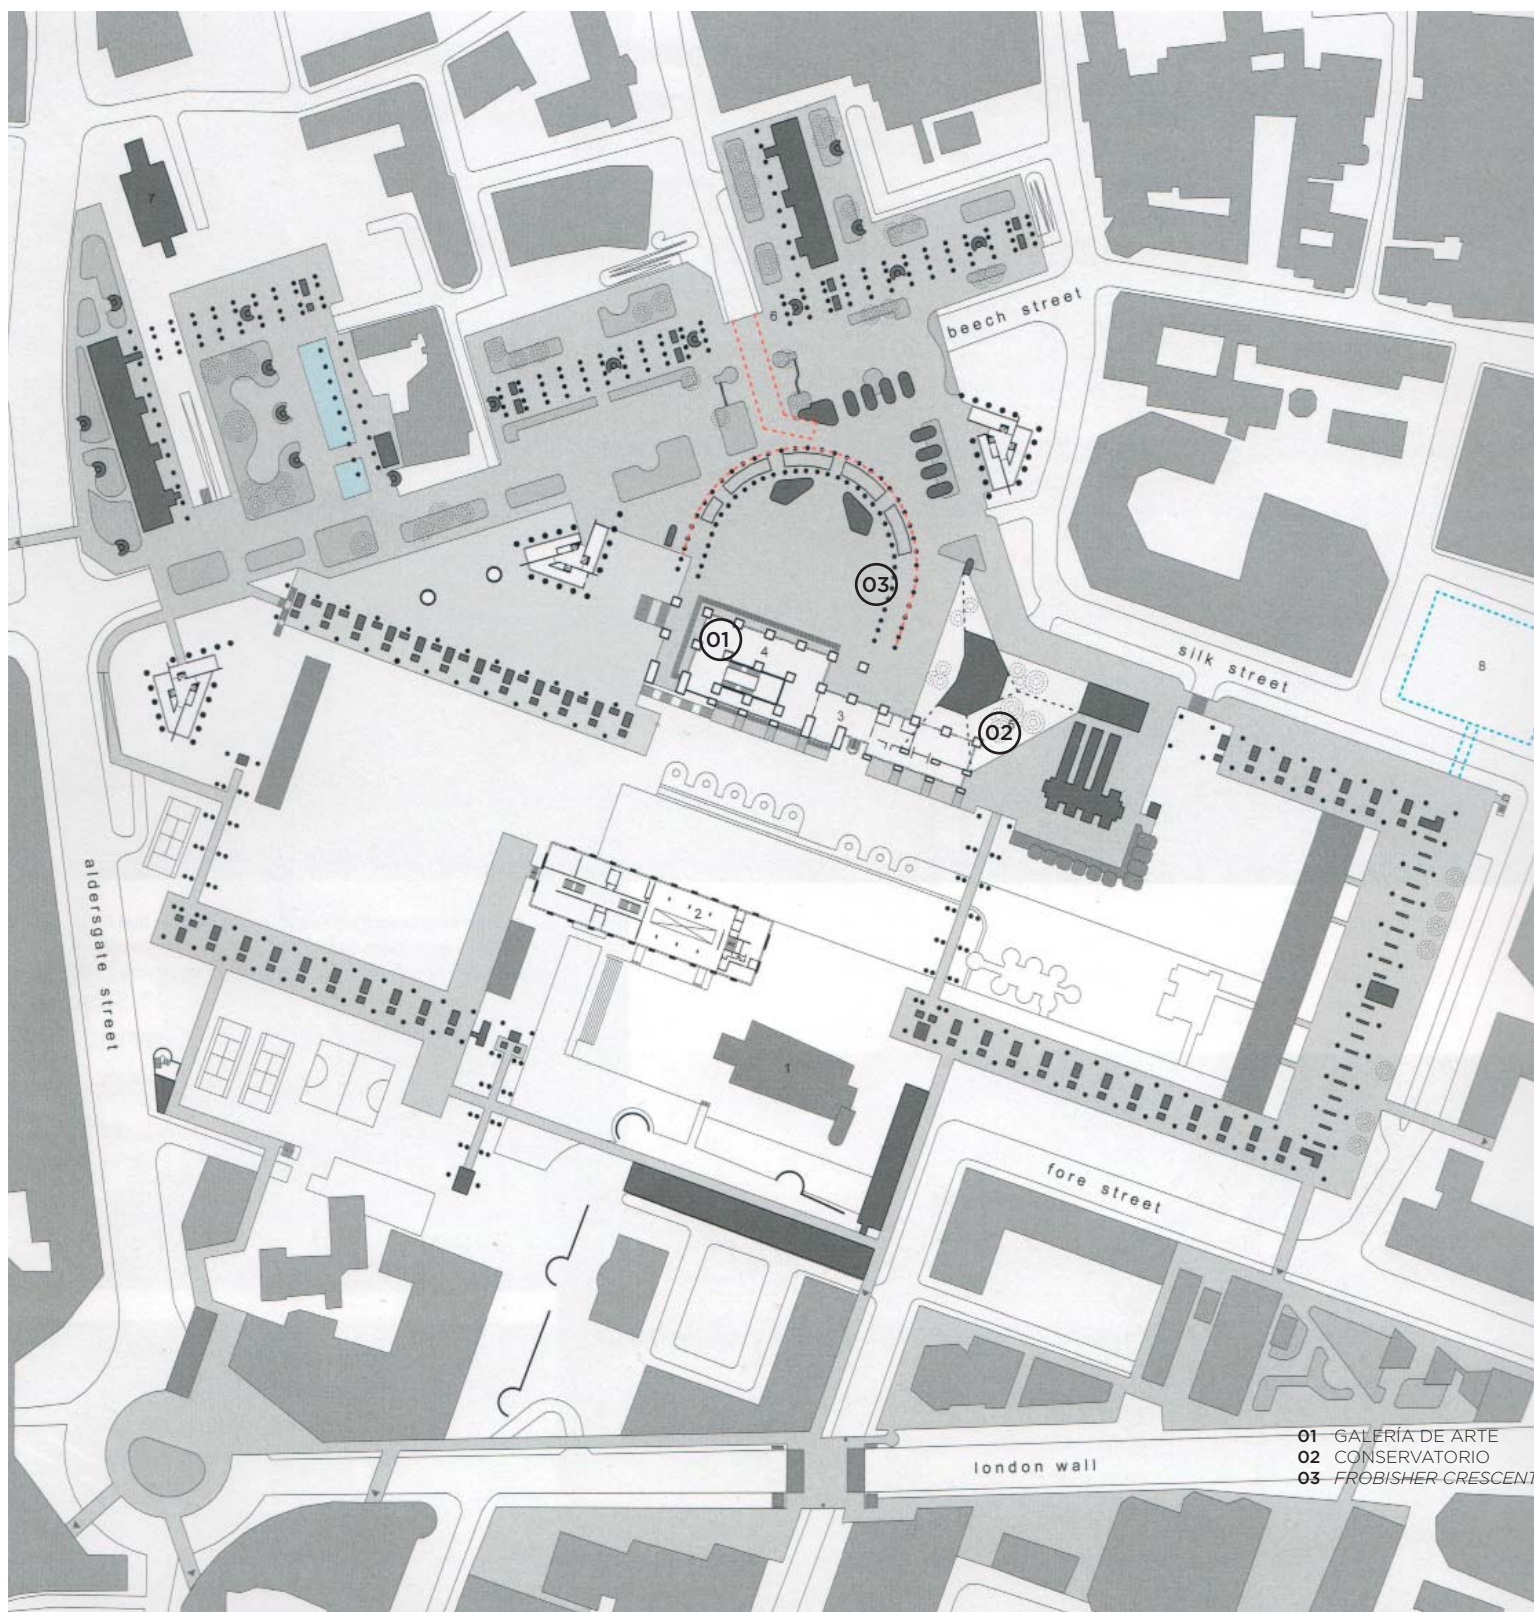 7
6
beech street
03
01
4
silk street
8
3
5
02
aldersgate street
2
1
fore street
01 GALERÍA DE ARTE
02 CONSERVATORIO
03 FROBISHER CRESCENT
london wall